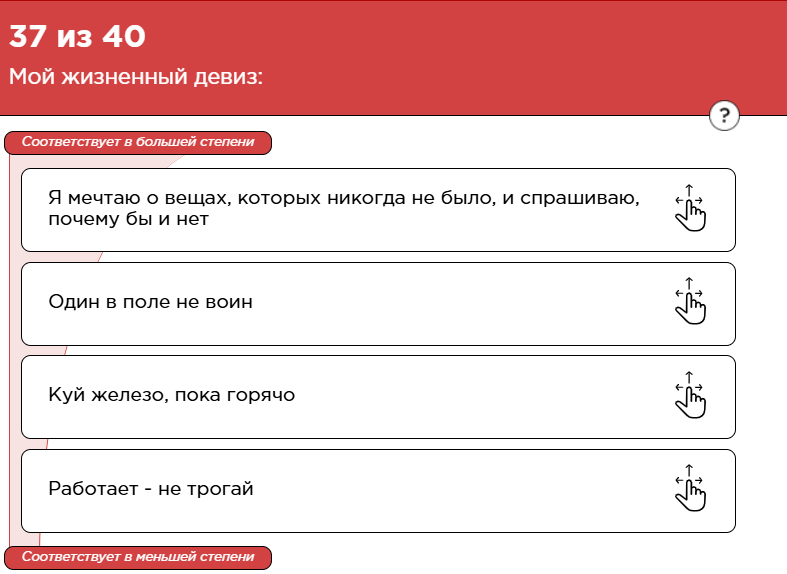 37 из 40
Мой жизненный девиз:
?
Соответствует в большей степени
Я мечтаю о вещах, которых никогда не было, и спрашиваю,
почему бы и нет
Один в поле не воин
Куй железо, пока горячо
Работает - не трогай
Соответствует в меньшей степени